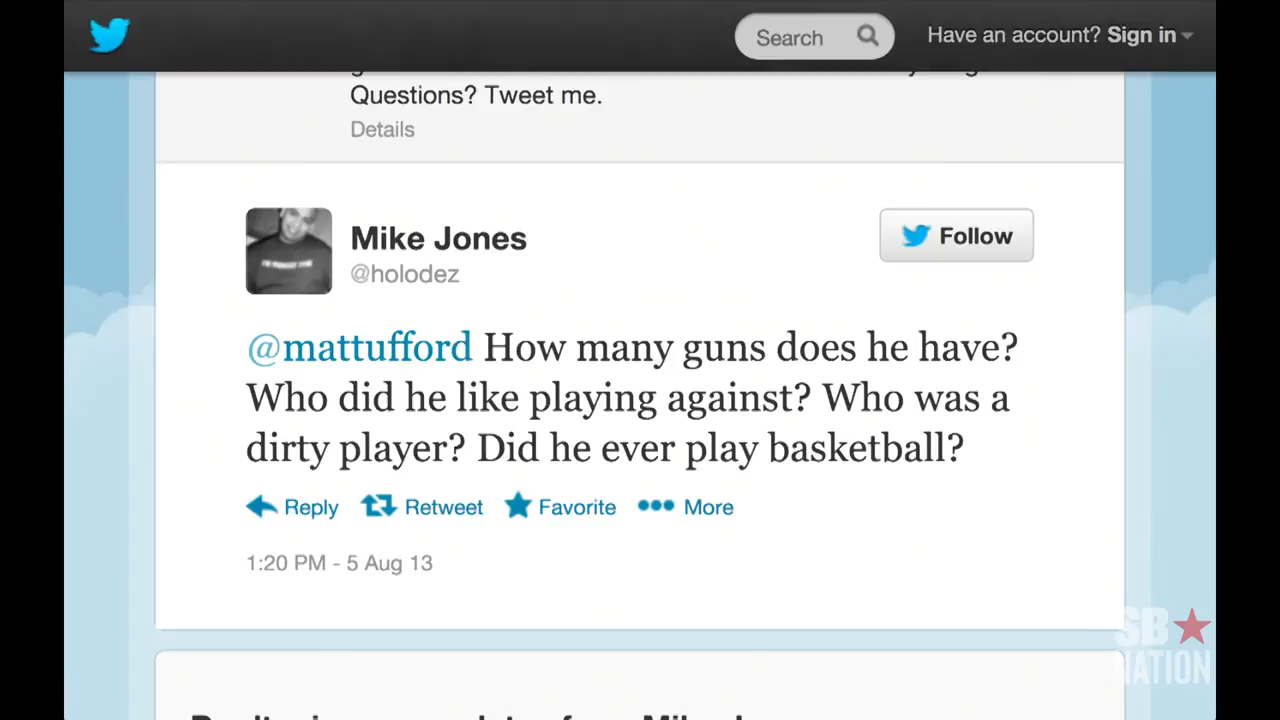 Search
Have an account? Sign in
Questions? Tweet me.
Details
Mike Jones
@holodez
Follow
@mattufford How many guns does he have?
Who did he like playing against? Who was a
dirty player? Did he ever play basketball?
Reply Retweet Favorite More
1:20 PM - 5 Aug 13
SB
NATION